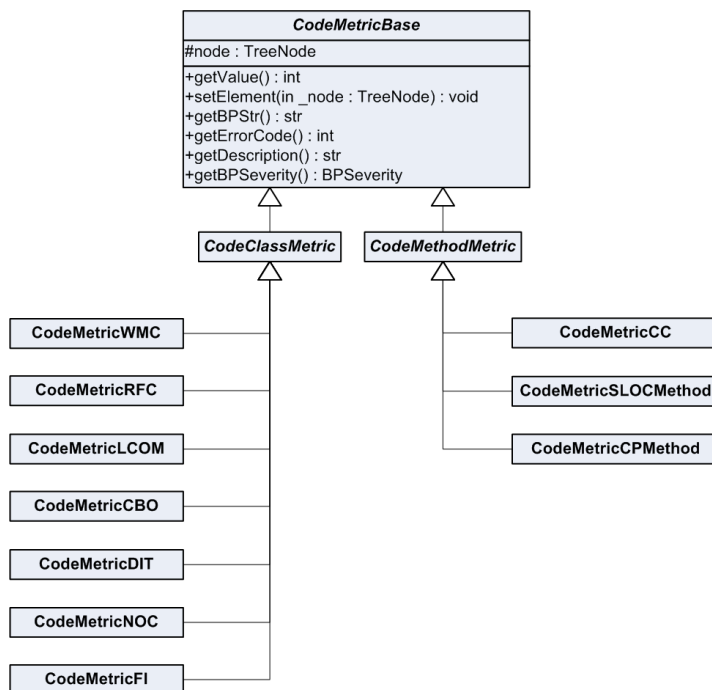 CodeMetricBase
#node : TreeNode
+getValue() : int
+setElement(in _node : TreeNode) : void
+getBPStr() : str
+getErrorCode() : int
+getDescription() : str
+getBPSeverity() : BPSeverity
CodeClassMetric
CodeMethodMetric
CodeMetricWMC
CodeMetricCC
CodeMetricRFC
CodeMetricSLOCMethod
CodeMetricLCOM
CodeMetricCPMethod
CodeMetricCBO
CodeMetricDIT
CodeMetricNOC
CodeMetricFI